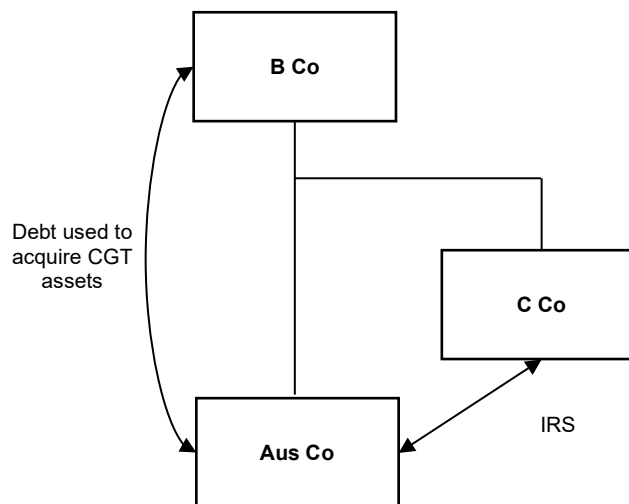 B Co
Debt used to
acquire CGT
assets
C Co
IRS
Aus Co